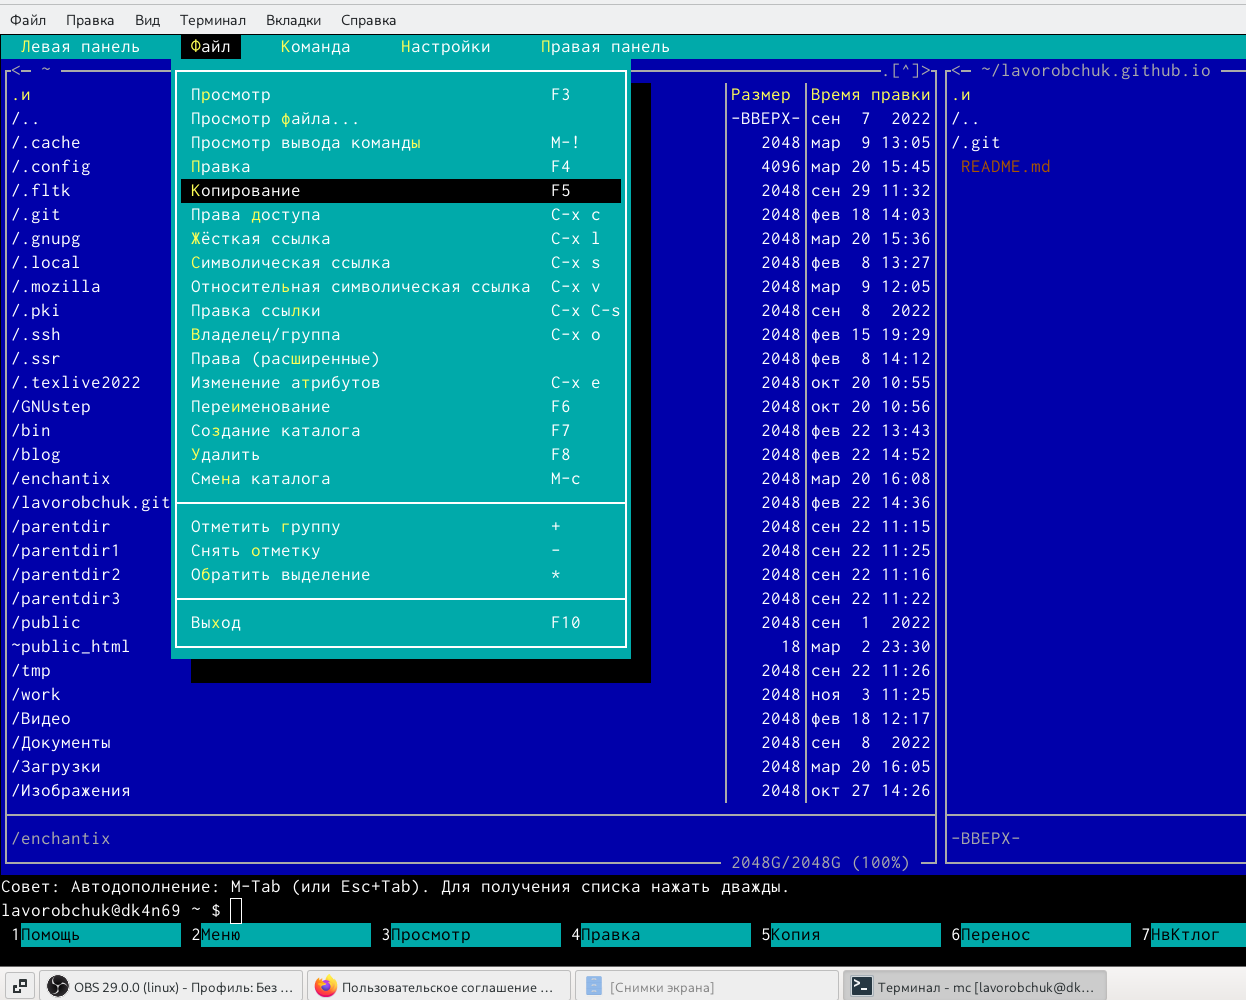 Файл Правка Вид Терминал Вкладки Справка
Левая панель Файл Команда Настройки Правая панель
<- ~ .[^]> <- ~/lavorobchuk.github.io
.и Размер Время правки .и
/.. -ВВЕРХ- сен 7 2022 /..
/.cache 2048 мар 9 13:05 /.git
/.config 4096 мар 20 15:45 README.md
/.fltk 2048 сен 29 11:32
/.git 2048 фев 18 14:03
/.gnupg 2048 мар 20 15:36
/.local 2048 фев 8 13:27
/.mozilla 2048 мар 9 12:05
/.pki 2048 сен 8 2022
/.ssh 2048 фев 15 19:29
/.ssr 2048 фев 8 14:12
/.texlive2022 2048 окт 20 10:55
/GNUstep 2048 окт 20 10:56
/bin 2048 фев 22 13:43
/blog 2048 фев 22 14:52
/enchantix 2048 мар 20 16:08
/lavorobchuk.git 2048 фев 22 14:36
/parentdir 2048 сен 22 11:15
/parentdir1 2048 сен 22 11:25
/parentdir2 2048 сен 22 11:16
/parentdir3 2048 сен 22 11:22
/public 2048 сен 1 2022
~public_html 18 мар 2 23:30
/tmp 2048 сен 22 11:26
/work 2048 ноя 3 11:25
/Видео 2048 фев 18 12:17
/Документы 2048 сен 8 2022
/Загрузки 2048 мар 20 16:05
/Изображения 2048 окт 27 14:26
Просмотр F3
Просмотр файла...
Просмотр вывода команды M-!
Правка F4
Копирование F5
Права доступа C-x c
Жёсткая ссылка C-x l
Символическая ссылка C-x s
Относительная символическая ссылка C-x v
Правка ссылки C-x C-s
Владелец/группа C-x o
Права (расширенные)
Изменение атрибутов C-x e
Переименование F6
Создание каталога F7
Удалить F8
Смена каталога M-c
Отметить группу +
Снять отметку -
Обратить выделение *
Выход F10
/enchantix -ВВЕРХ-
2048G/2048G (100%)
Совет: Автодополнение: M-Tab (или Esc+Tab). Для получения списка нажать дважды.
lavorobchuk@dk4n69 ~ $
1Помощь 2Меню 3Просмотр 4Правка 5Копия 6Перенос 7НвКтлог
OBS 29.0.0 (linux) - Профиль: Без ... Пользовательское соглашение ... [Снимки экрана] Терминал - mc [lavorobchuk@dk...